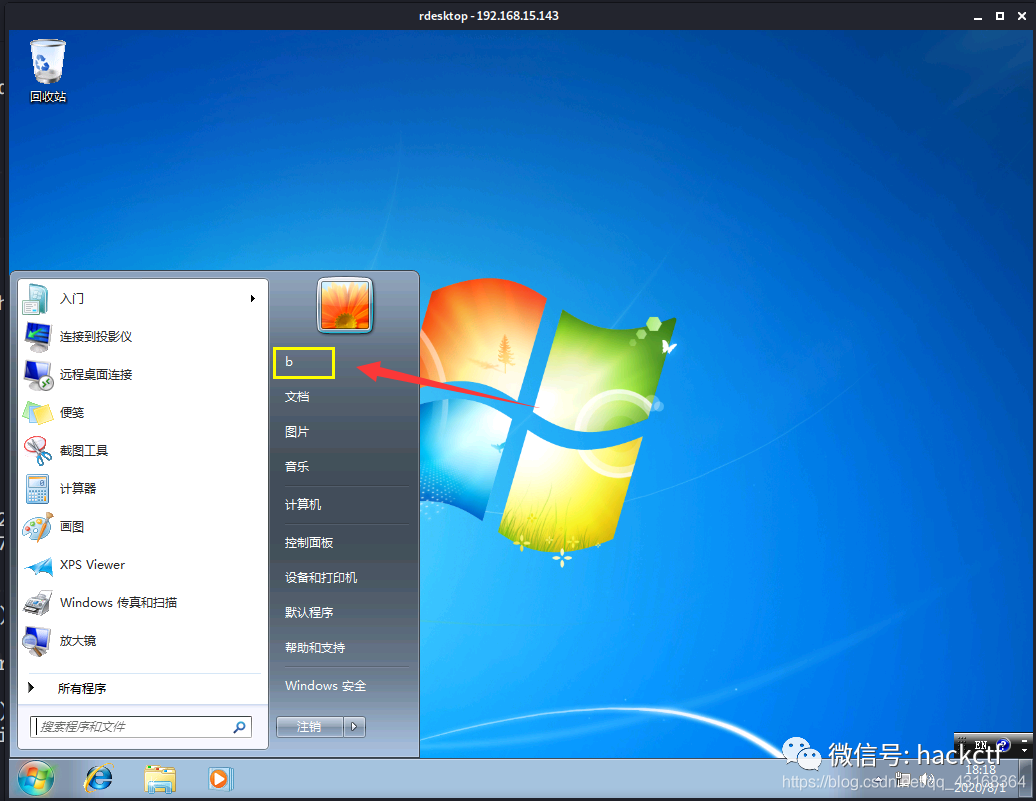 rdesktop - 192.168.15.143
回收站
入门
连接到投影仪
远程桌面连接
便笺
截图工具
计算器
画图
XPS Viewer
Windows 传真和扫描
放大镜
所有程序
搜索程序和文件
b
文档
图片
音乐
计算机
控制面板
设备和打印机
默认程序
帮助和支持
Windows 安全
注销
EN
微信号: hackctf
18:18
https://blog.csdn.net/qq_43168364
2020/8/1